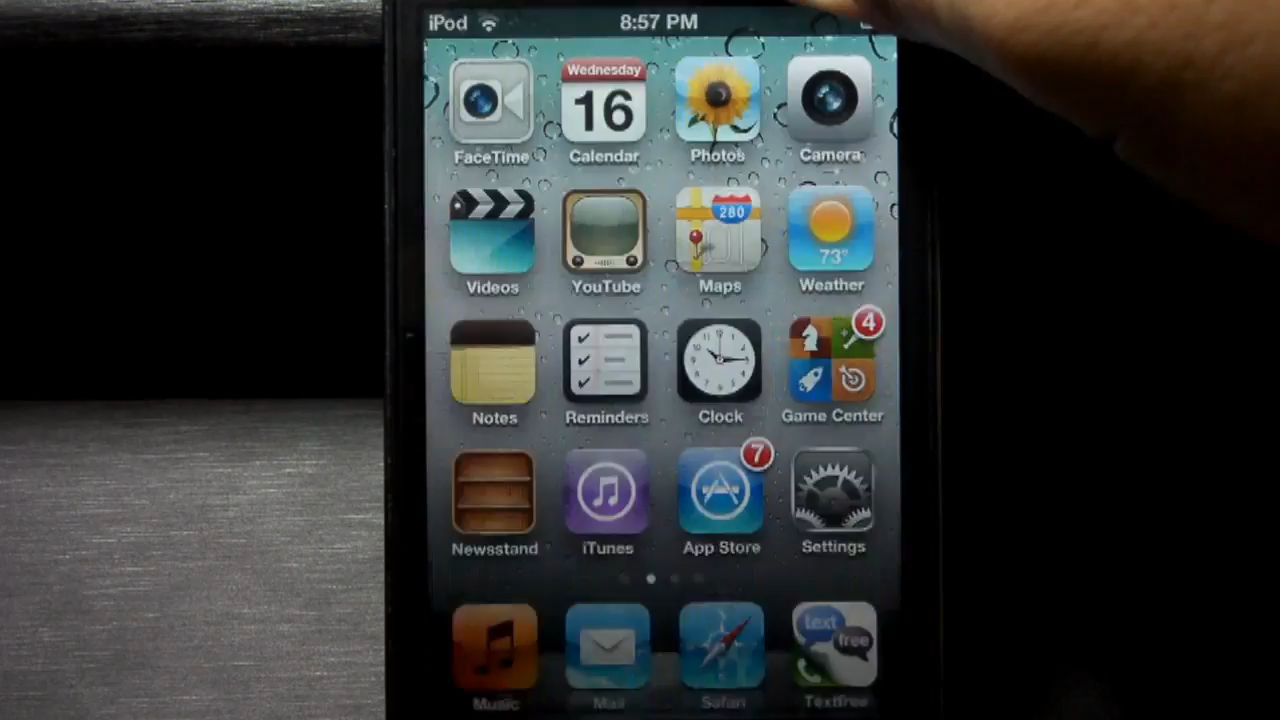 iPod 8:57 PM
Wednesday
16
FaceTime Calendar Photos Camera
280
73°
Videos YouTube Maps Weather
4
Notes Reminders Clock Game Center
7
Newsstand iTunes App Store Settings
text
free
Music Mail Safari Textfree